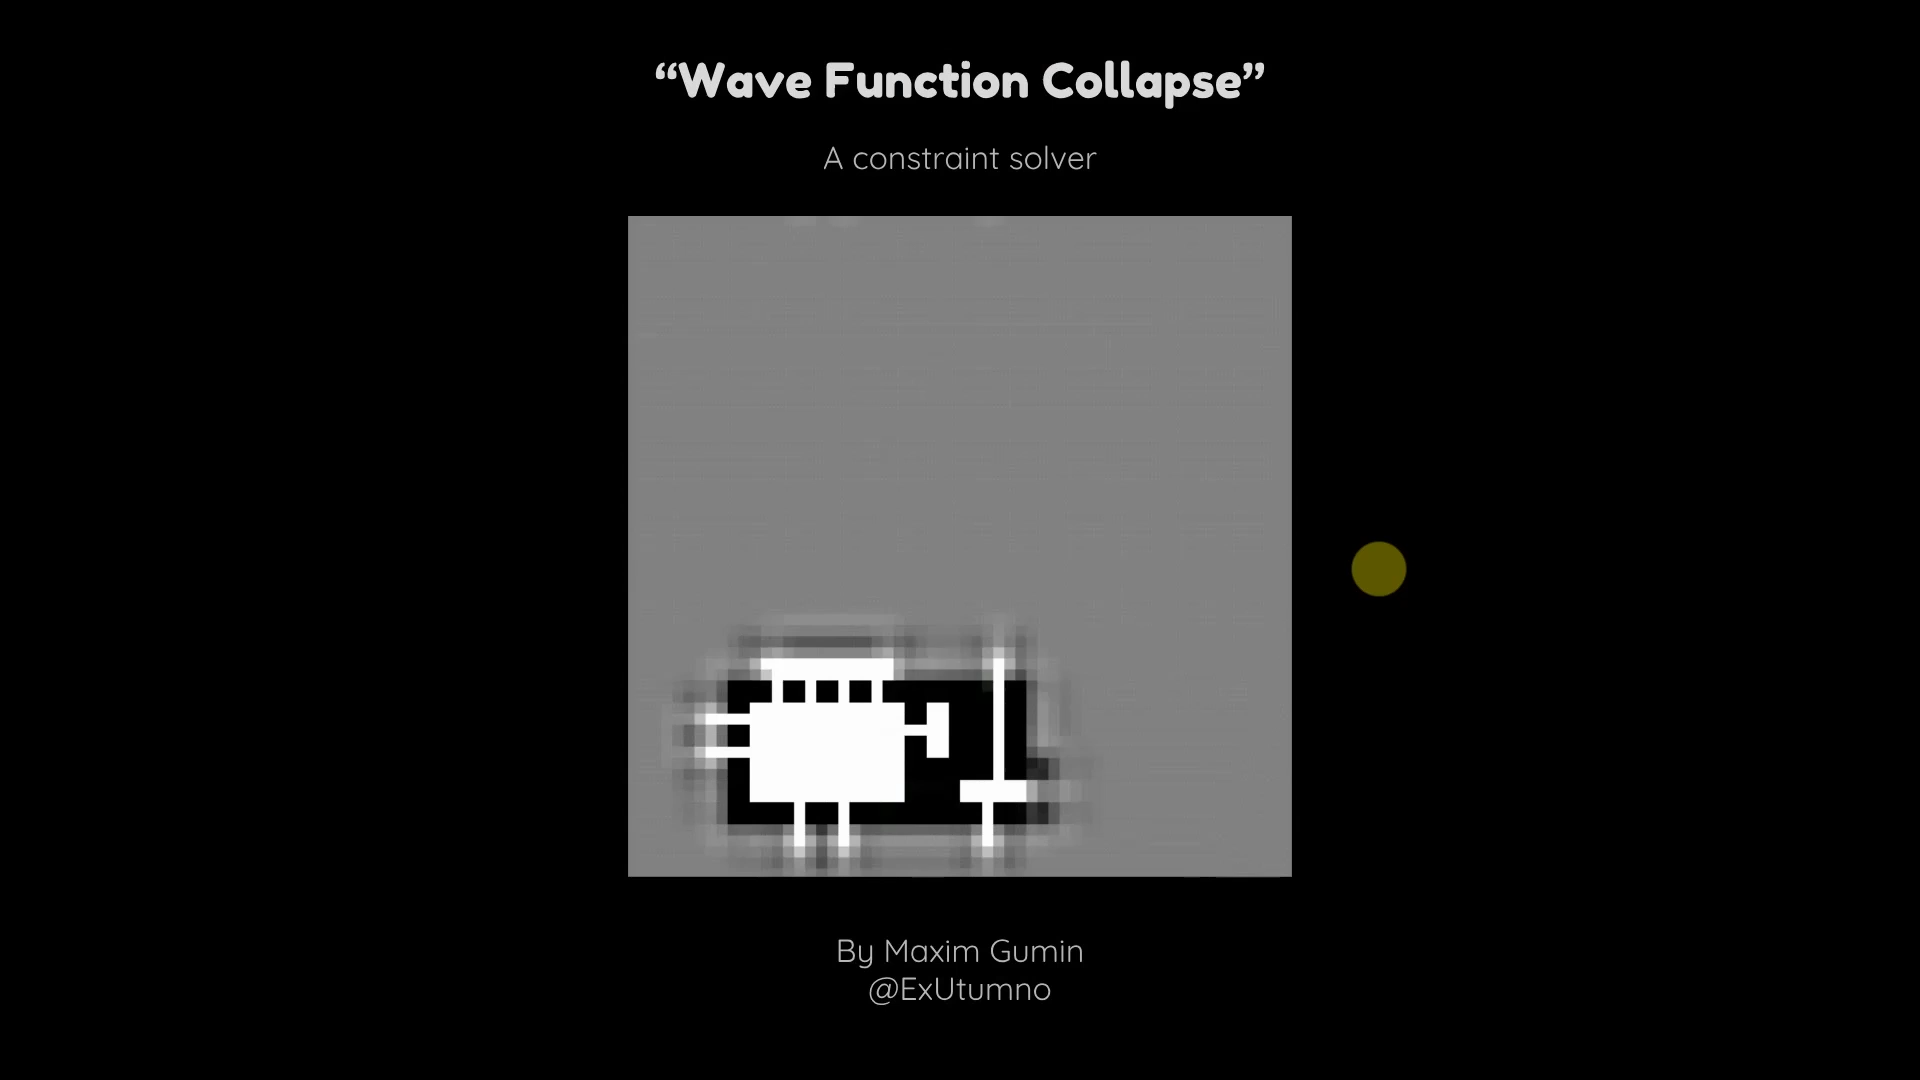 “Wave Function Collapse”
A constraint solver
By Maxim Gumin
@ExUtumno